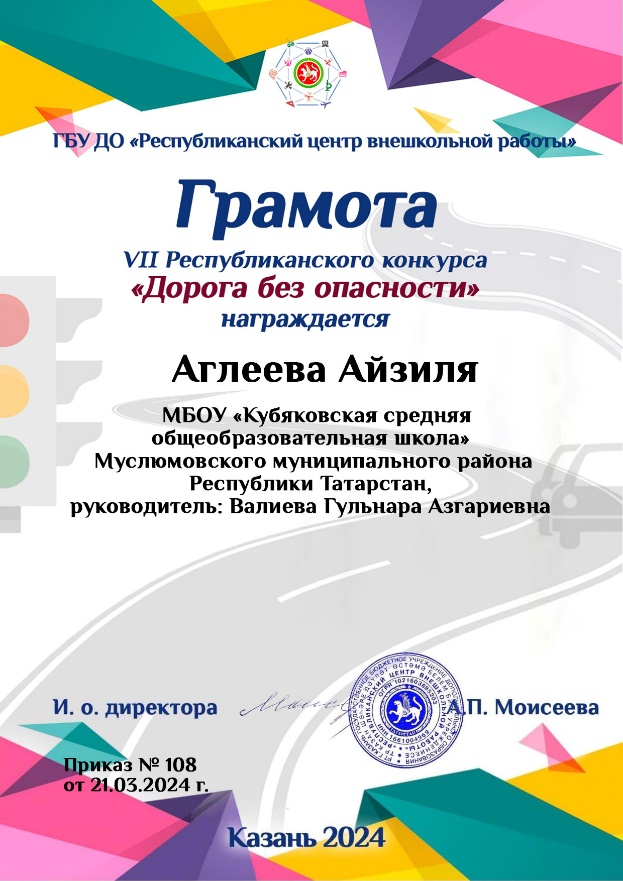 ГБУ ДО «Республиканский центр внешкольной работы»
Грамота
VII Республиканского конкурса
«Дорога без опасности»
награждается
Аглеева Айзиля
МБОУ «Кубяковская средняя
общеобразовательная школа»
Муслюмовского муниципального района
Республики Татарстан,
руководитель: Валиева Гульнара Азгариевна
И. о. директора
А.П. Моисеева
Приказ № 108
от 21.03.2024 г.
Казань 2024